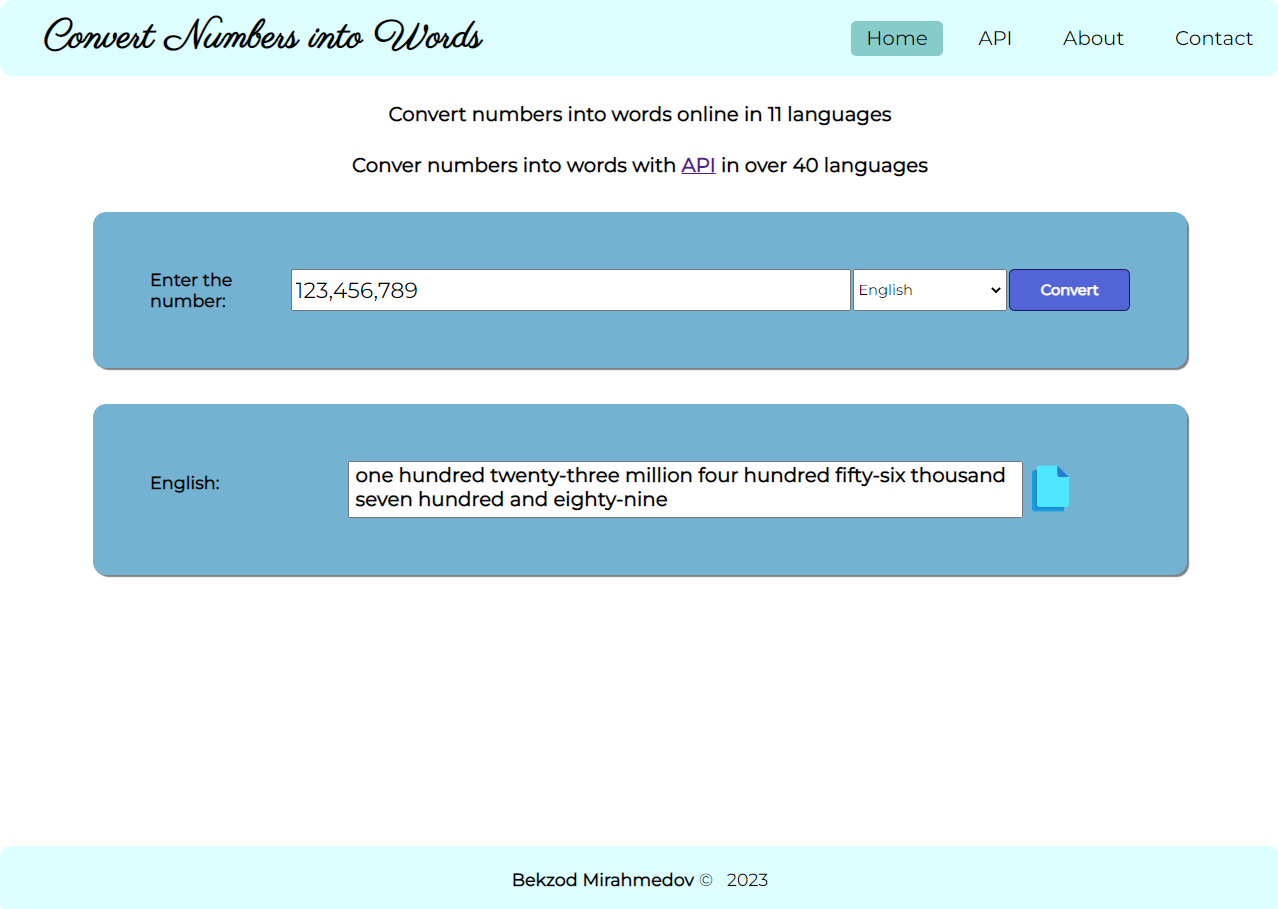 Convert Numbers into Words
Home API About Contact
Convert numbers into words online in 11 languages
Conver numbers into words with API in over 40 languages
Enter the
number:
123,456,789
English
Convert
English:
one hundred twenty-three million four hundred fifty-six thousand
seven hundred and eighty-nine
Bekzod Mirahmedov © 2023